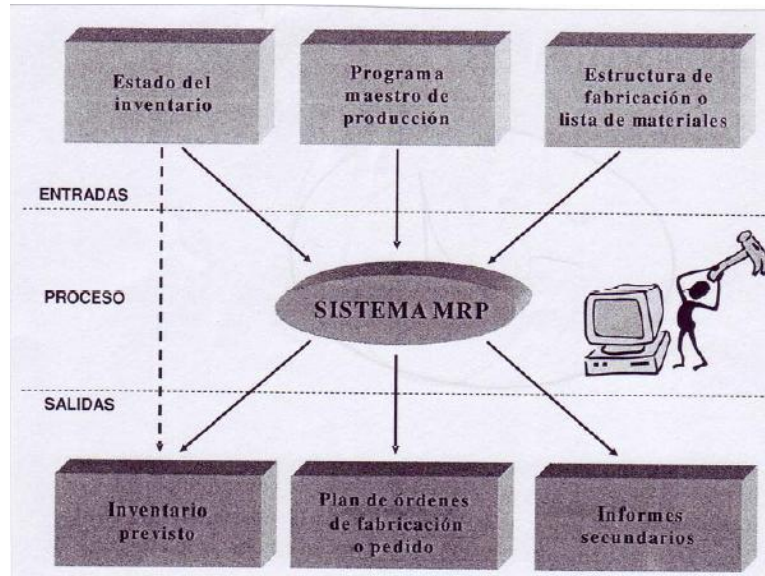 Estado del
inventario
Programa
maestro de
producción
Estructura de
fabricación o
lista de materiales
ENTRADAS
PROCESO
SISTEMA MRP
SALIDAS
Inventario
previsto
Plan de órdenes
de fabricación
o pedido
Informes
secundarios